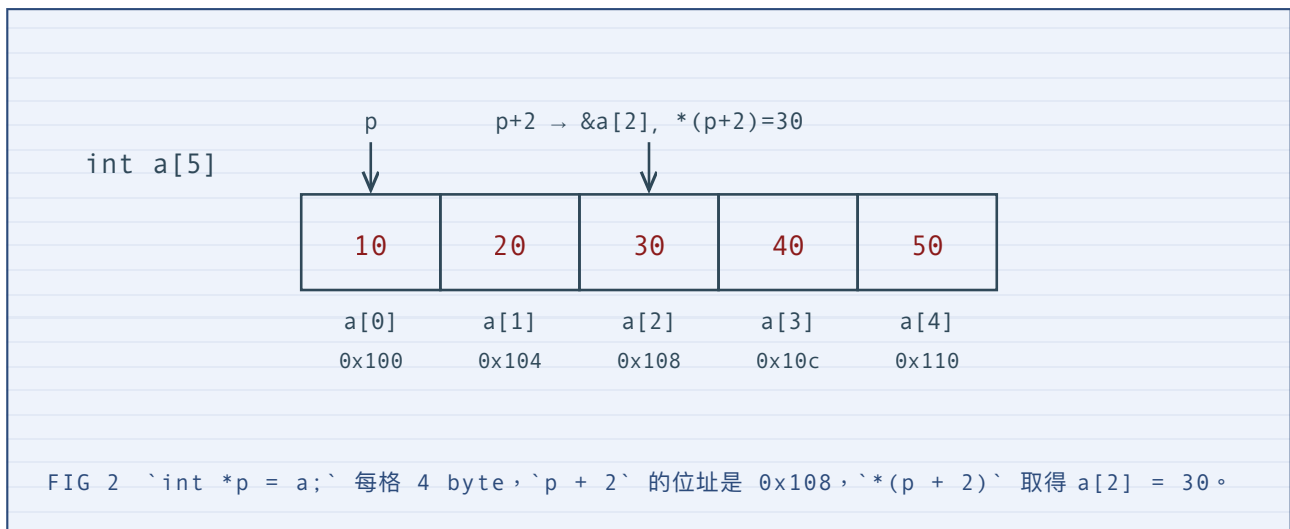 p
p+2 → &a[2], *(p+2)=30
int a[5]
10 20 30 40 50
a[0] a[1] a[2] a[3] a[4]
0x100 0x104 0x108 0x10c 0x110
FIG 2 `int *p = a;` 每格 4 byte，`p + 2` 的位址是 0x108，`*(p + 2)` 取得 a[2] = 30。